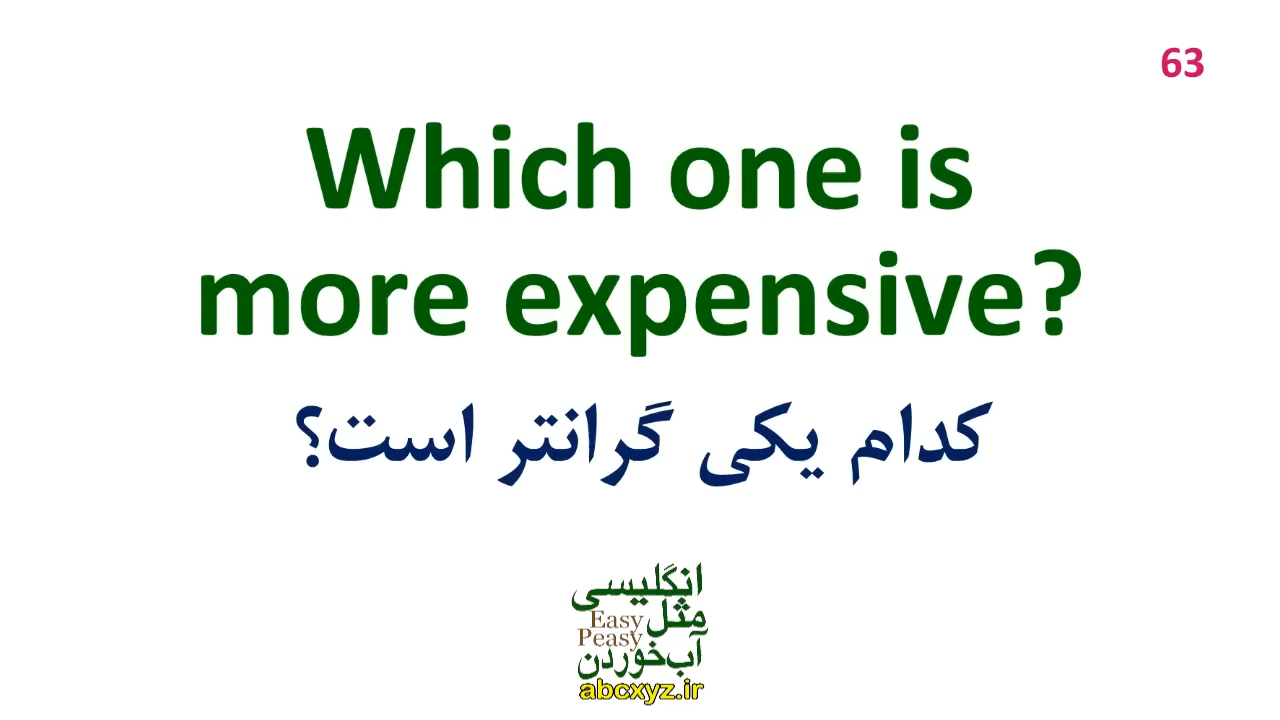 63
Which one is
more expensive?
کدام یکی گرانتر است؟
انگلیسی
مثل
Easy
Peasy
آب‌خوردن
abcxyz.ir